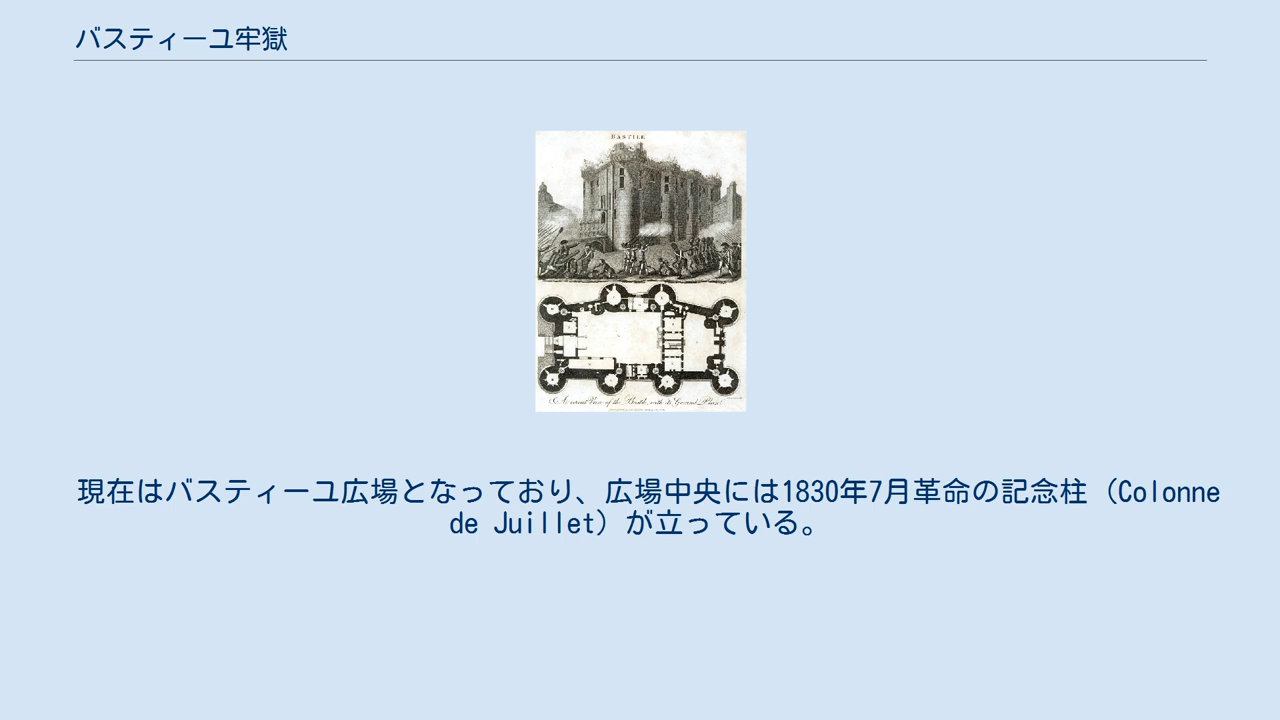 バスティーユ牢獄
BASTILE
現在はバスティーユ広場となっており、広場中央には1830年7月革命の記念柱（Colonne
de Juillet）が立っている。